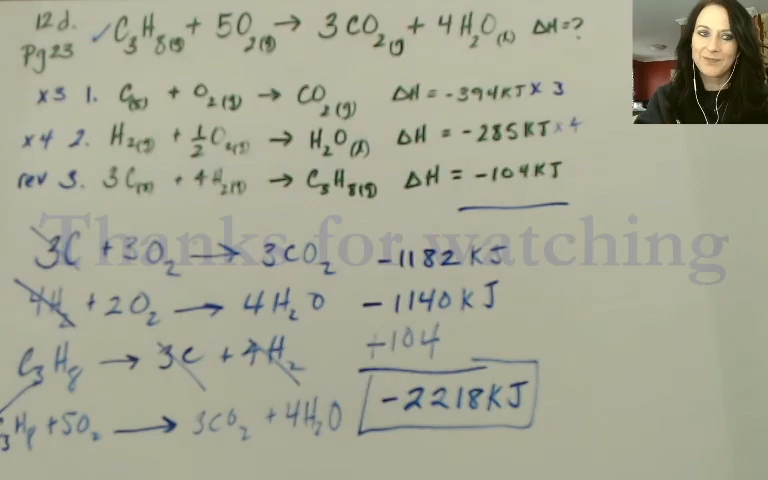 12d. ✓ C₃H₈(g) + 5O₂(g) → 3CO₂(g) + 4H₂O(l) ΔH=?
Pg 23
x3 1. C(s) + O₂(g) → CO₂(g) ΔH = -394KJ x 3
x4 2. H₂(g) + ½O₂(g) → H₂O(l) ΔH = -285KJ x 4
rev 3. 3C(s) + 4H₂(g) → C₃H₈(g) ΔH = -104KJ
Thanks for watching
3C + 3O₂ → 3CO₂ -1182KJ
4H₂ + 2O₂ → 4H₂O -1140KJ
C₃H₈ → 3C + 4H₂ +104
C₃H₈ + 5O₂ → 3CO₂ + 4H₂O -2218KJ